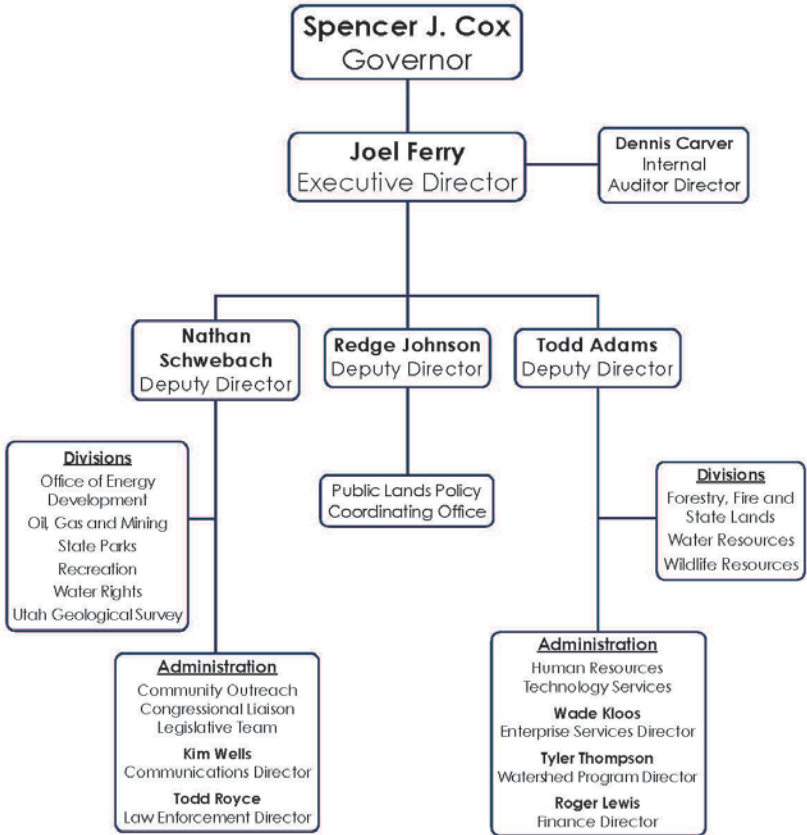 Spencer J. Cox
Governor
Joel Ferry
Executive Director
Dennis Carver
Internal
Auditor Director
Nathan
Schwebach
Deputy Director
Redge Johnson
Deputy Director
Todd Adams
Deputy Director
Divisions
Office of Energy
Development
Oil, Gas and Mining
State Parks
Recreation
Water Rights
Utah Geological Survey
Public Lands Policy
Coordinating Office
Divisions
Forestry, Fire and
State Lands
Water Resources
Wildlife Resources
Administration
Community Outreach
Congressional Liaison
Legislative Team
Kim Wells
Communications Director
Todd Royce
Law Enforcement Director
Administration
Human Resources
Technology Services
Wade Kloos
Enterprise Services Director
Tyler Thompson
Watershed Program Director
Roger Lewis
Finance Director